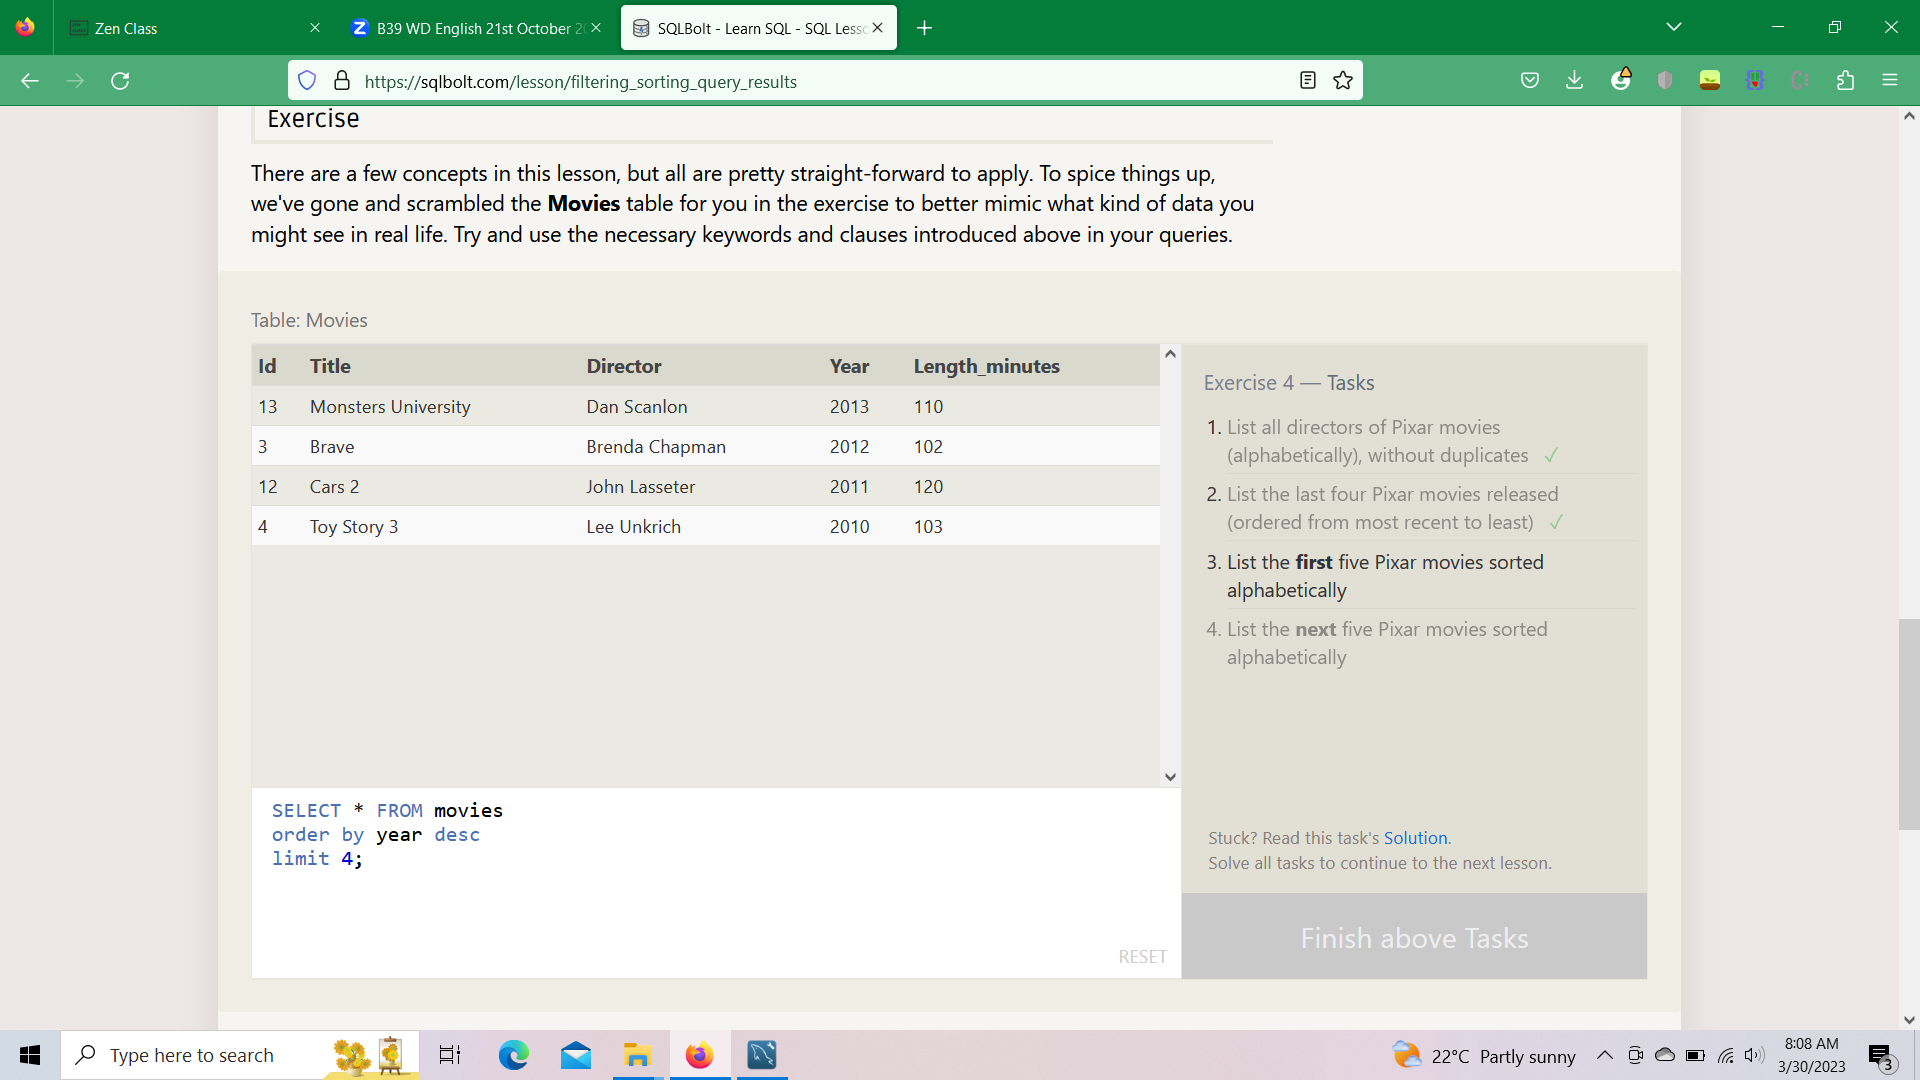 Zen Class
B39 WD English 21st October 20
SQLBolt - Learn SQL - SQL Less
https://sqlbolt.com/lesson/filtering_sorting_query_results
Exercise
There are a few concepts in this lesson, but all are pretty straight-forward to apply. To spice things up,
we've gone and scrambled the Movies table for you in the exercise to better mimic what kind of data you
might see in real life. Try and use the necessary keywords and clauses introduced above in your queries.
Table: Movies
Id Title Director Year Length_minutes
13 Monsters University Dan Scanlon 2013 110
3 Brave Brenda Chapman 2012 102
12 Cars 2 John Lasseter 2011 120
4 Toy Story 3 Lee Unkrich 2010 103
SELECT * FROM movies
order by year desc
limit 4;
RESET
Exercise 4 — Tasks
1. List all directors of Pixar movies
(alphabetically), without duplicates ✓
2. List the last four Pixar movies released
(ordered from most recent to least) ✓
3. List the first five Pixar movies sorted
alphabetically
4. List the next five Pixar movies sorted
alphabetically
Stuck? Read this task's Solution.
Solve all tasks to continue to the next lesson.
Finish above Tasks
Type here to search
22°C Partly sunny
8:08 AM
3/30/2023
3